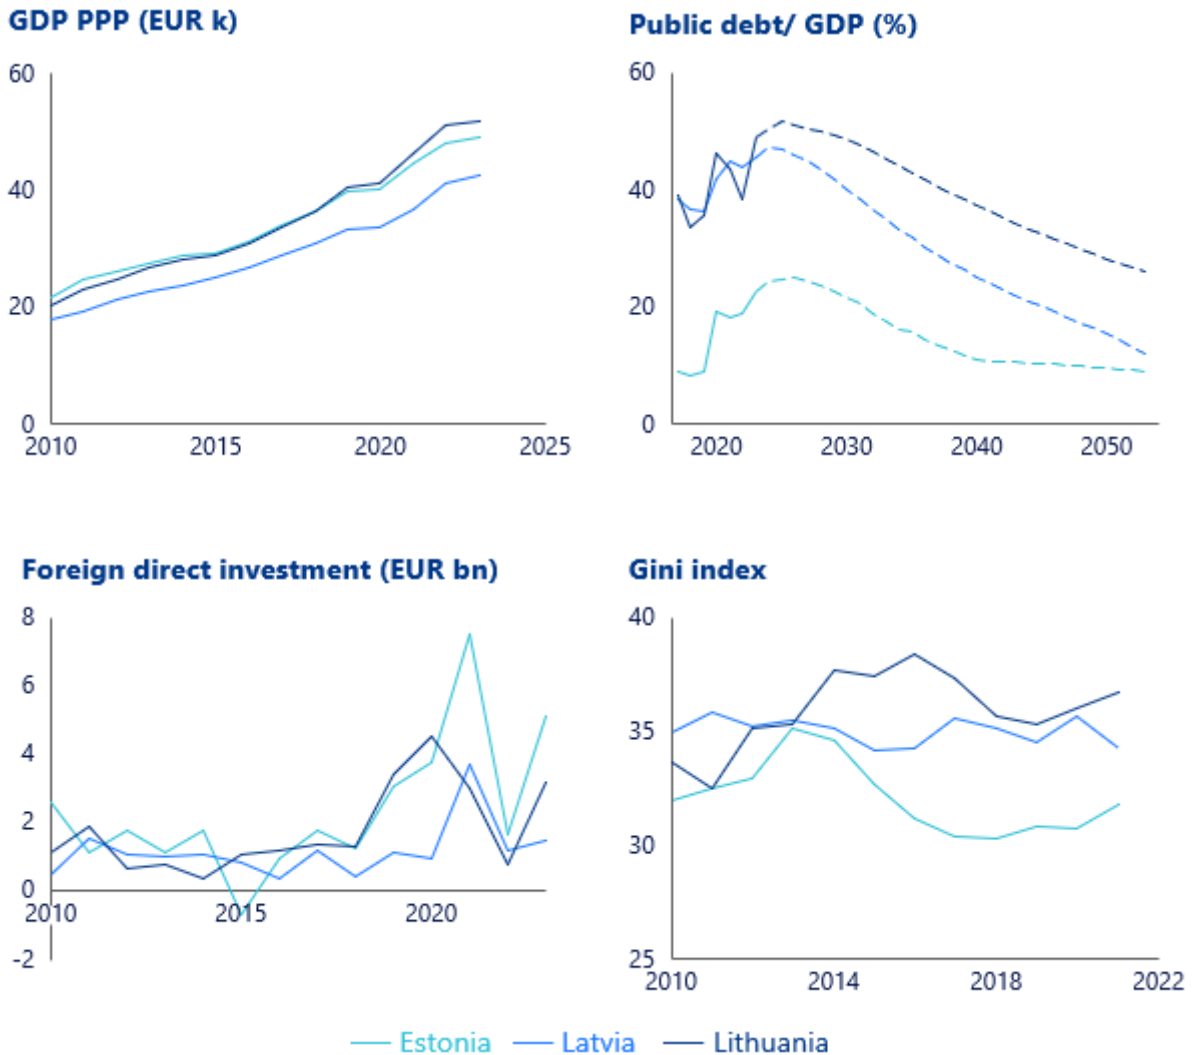 GDP PPP (EUR k)
60
40
20
0
2010 2015 2020 2025
Public debt/ GDP (%)
60
40
20
0
2020 2030 2040 2050
Foreign direct investment (EUR bn)
8
6
4
2
0
2010 2015 2020
-2
Gini index
40
35
30
25
2010 2014 2018 2022
Estonia Latvia Lithuania